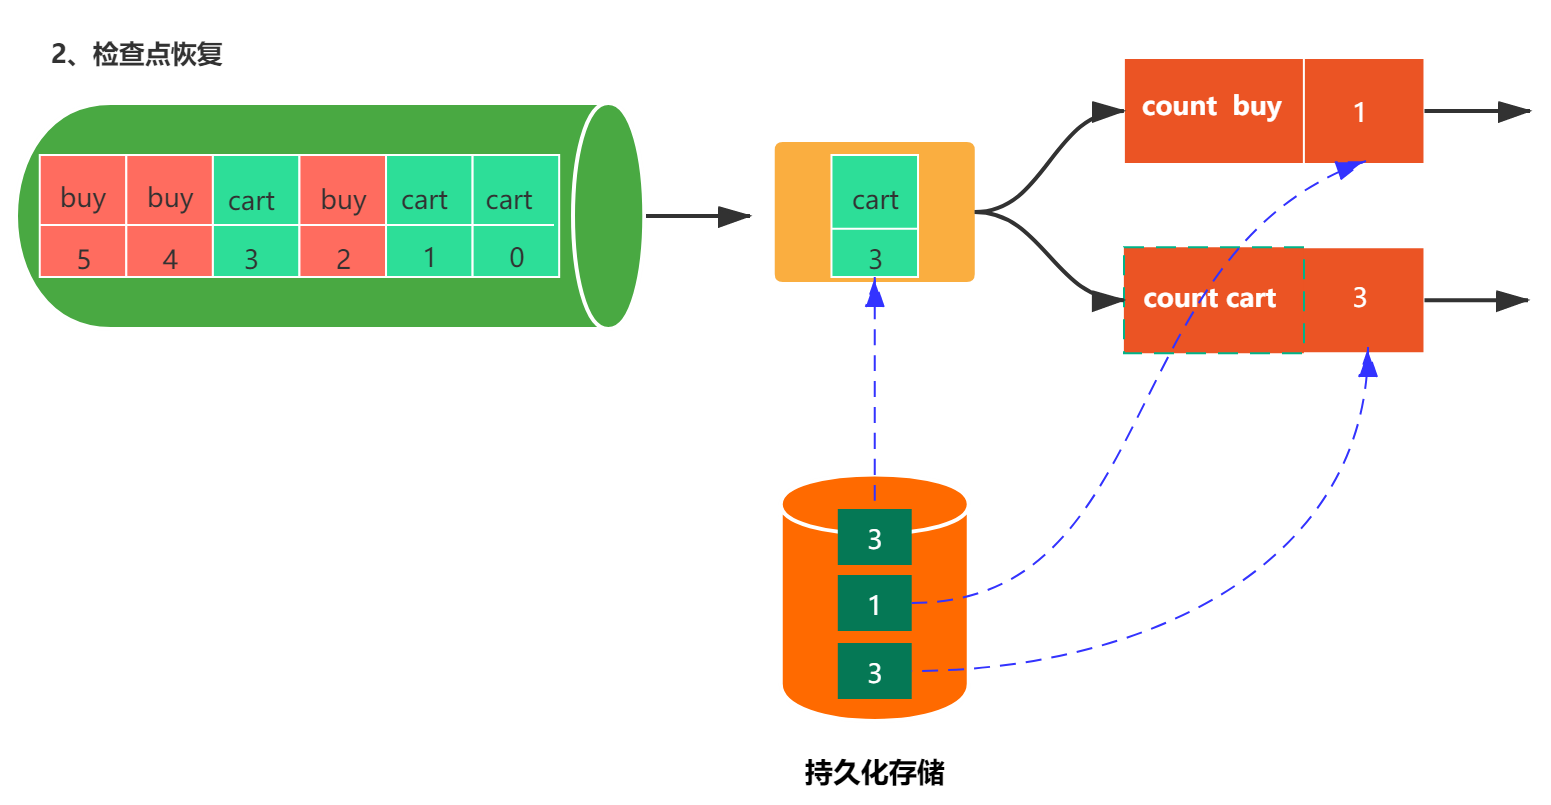 2、检查点恢复
buy buy cart buy cart cart
5 4 3 2 1 0
cart
3
count buy 1
count cart 3
3
1
3
持久化存储